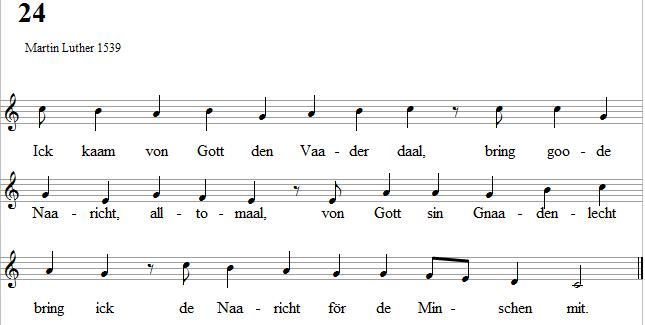 24
Martin Luther 1539
Ick kaam von Gott den Vaa - der daal, bring goo - de
Naa - richt, all - to - maal, von Gott sin Gnaa - den - lecht
bring ick de Naa - richt för de Min - schen mit.